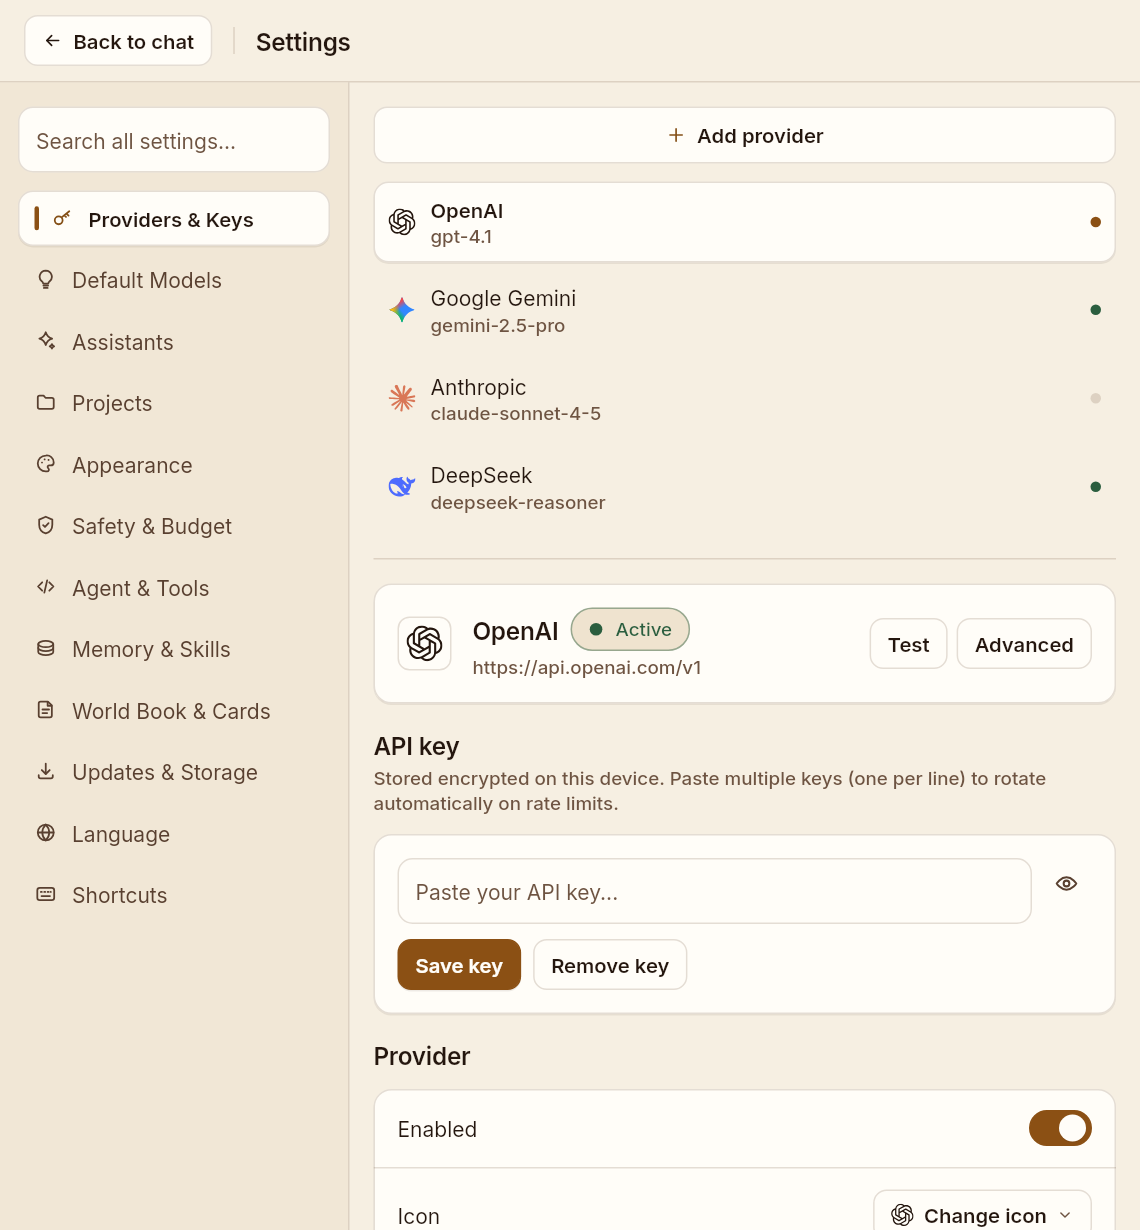 Back to chat
Settings
Search all settings...
Providers & Keys
Default Models
Assistants
Projects
Appearance
Safety & Budget
Agent & Tools
Memory & Skills
World Book & Cards
Updates & Storage
Language
Shortcuts
Add provider
OpenAI
gpt-4.1
Google Gemini
gemini-2.5-pro
Anthropic
claude-sonnet-4-5
DeepSeek
deepseek-reasoner
OpenAI
Active
https://api.openai.com/v1
Test
Advanced
API key
Stored encrypted on this device. Paste multiple keys (one per line) to rotate
automatically on rate limits.
Paste your API key...
Save key
Remove key
Provider
Enabled
Icon
Change icon